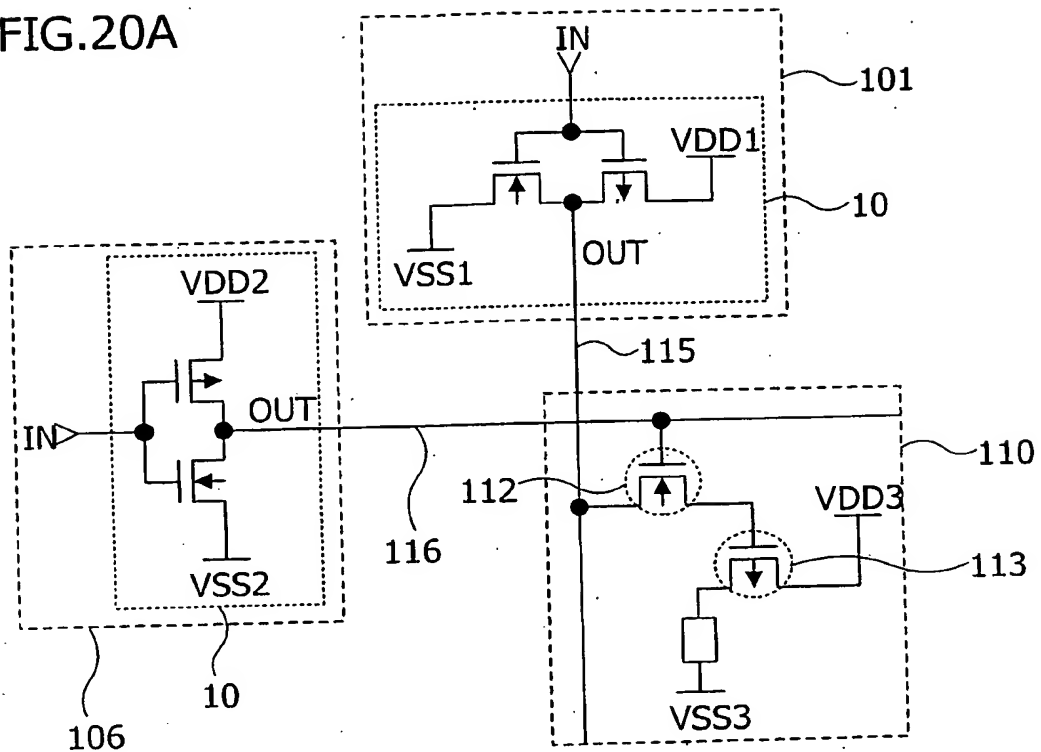 FIG.20A
IN
101
VDD1
10
VSS1
OUT
VDD2
115
OUT
IN
110
112
VDD3
116
113
VSS2
10
VSS3
106